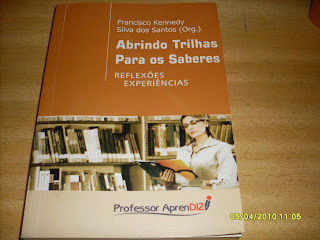 Francisco Kennedy
Silva dos Santos (Org.)
Abrindo Trilhas
Para os Saberes
REFLEXÕES
EXPERIÊNCIAS
Professor AprenDIZ
05/04/2010 11:05